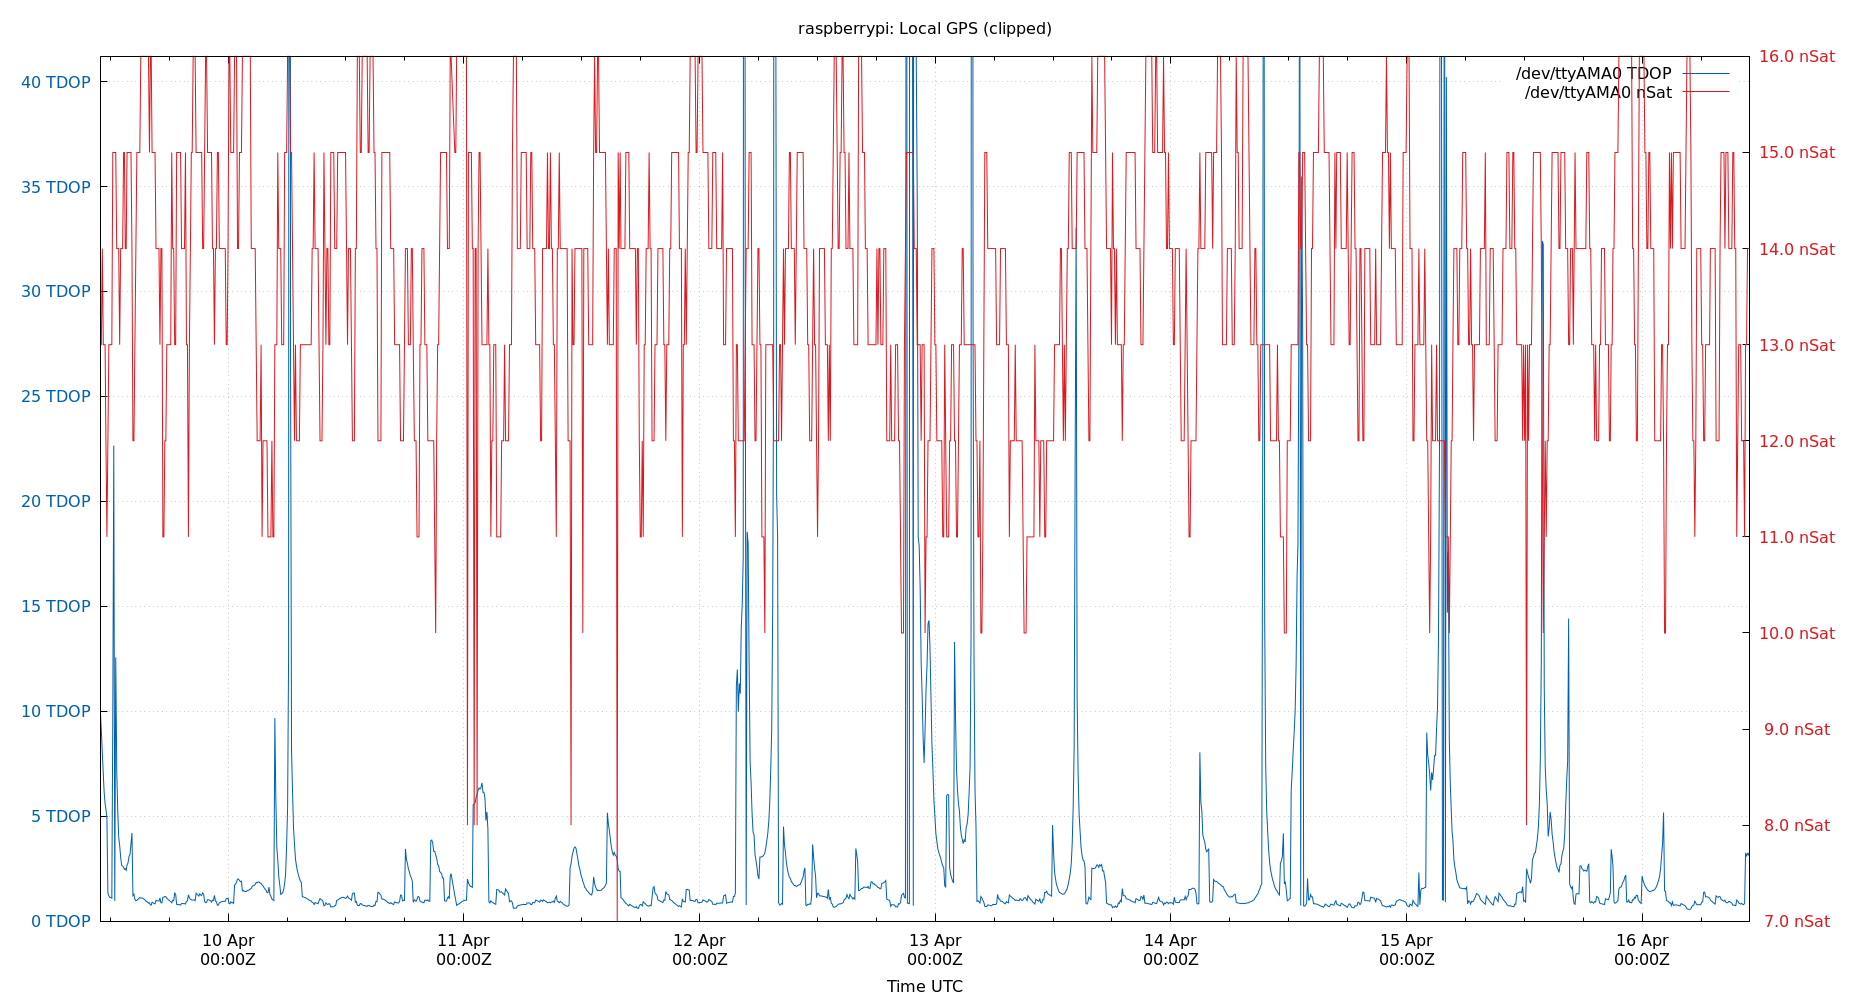 raspberrypi: Local GPS (clipped)
/dev/ttyAMA0 TDOP
/dev/ttyAMA0 nSat
40 TDOP
35 TDOP
30 TDOP
25 TDOP
20 TDOP
15 TDOP
10 TDOP
5 TDOP
0 TDOP
16.0 nSat
15.0 nSat
14.0 nSat
13.0 nSat
12.0 nSat
11.0 nSat
10.0 nSat
9.0 nSat
8.0 nSat
7.0 nSat
10 Apr
00:00Z
11 Apr
00:00Z
12 Apr
00:00Z
13 Apr
00:00Z
14 Apr
00:00Z
15 Apr
00:00Z
16 Apr
00:00Z
Time UTC